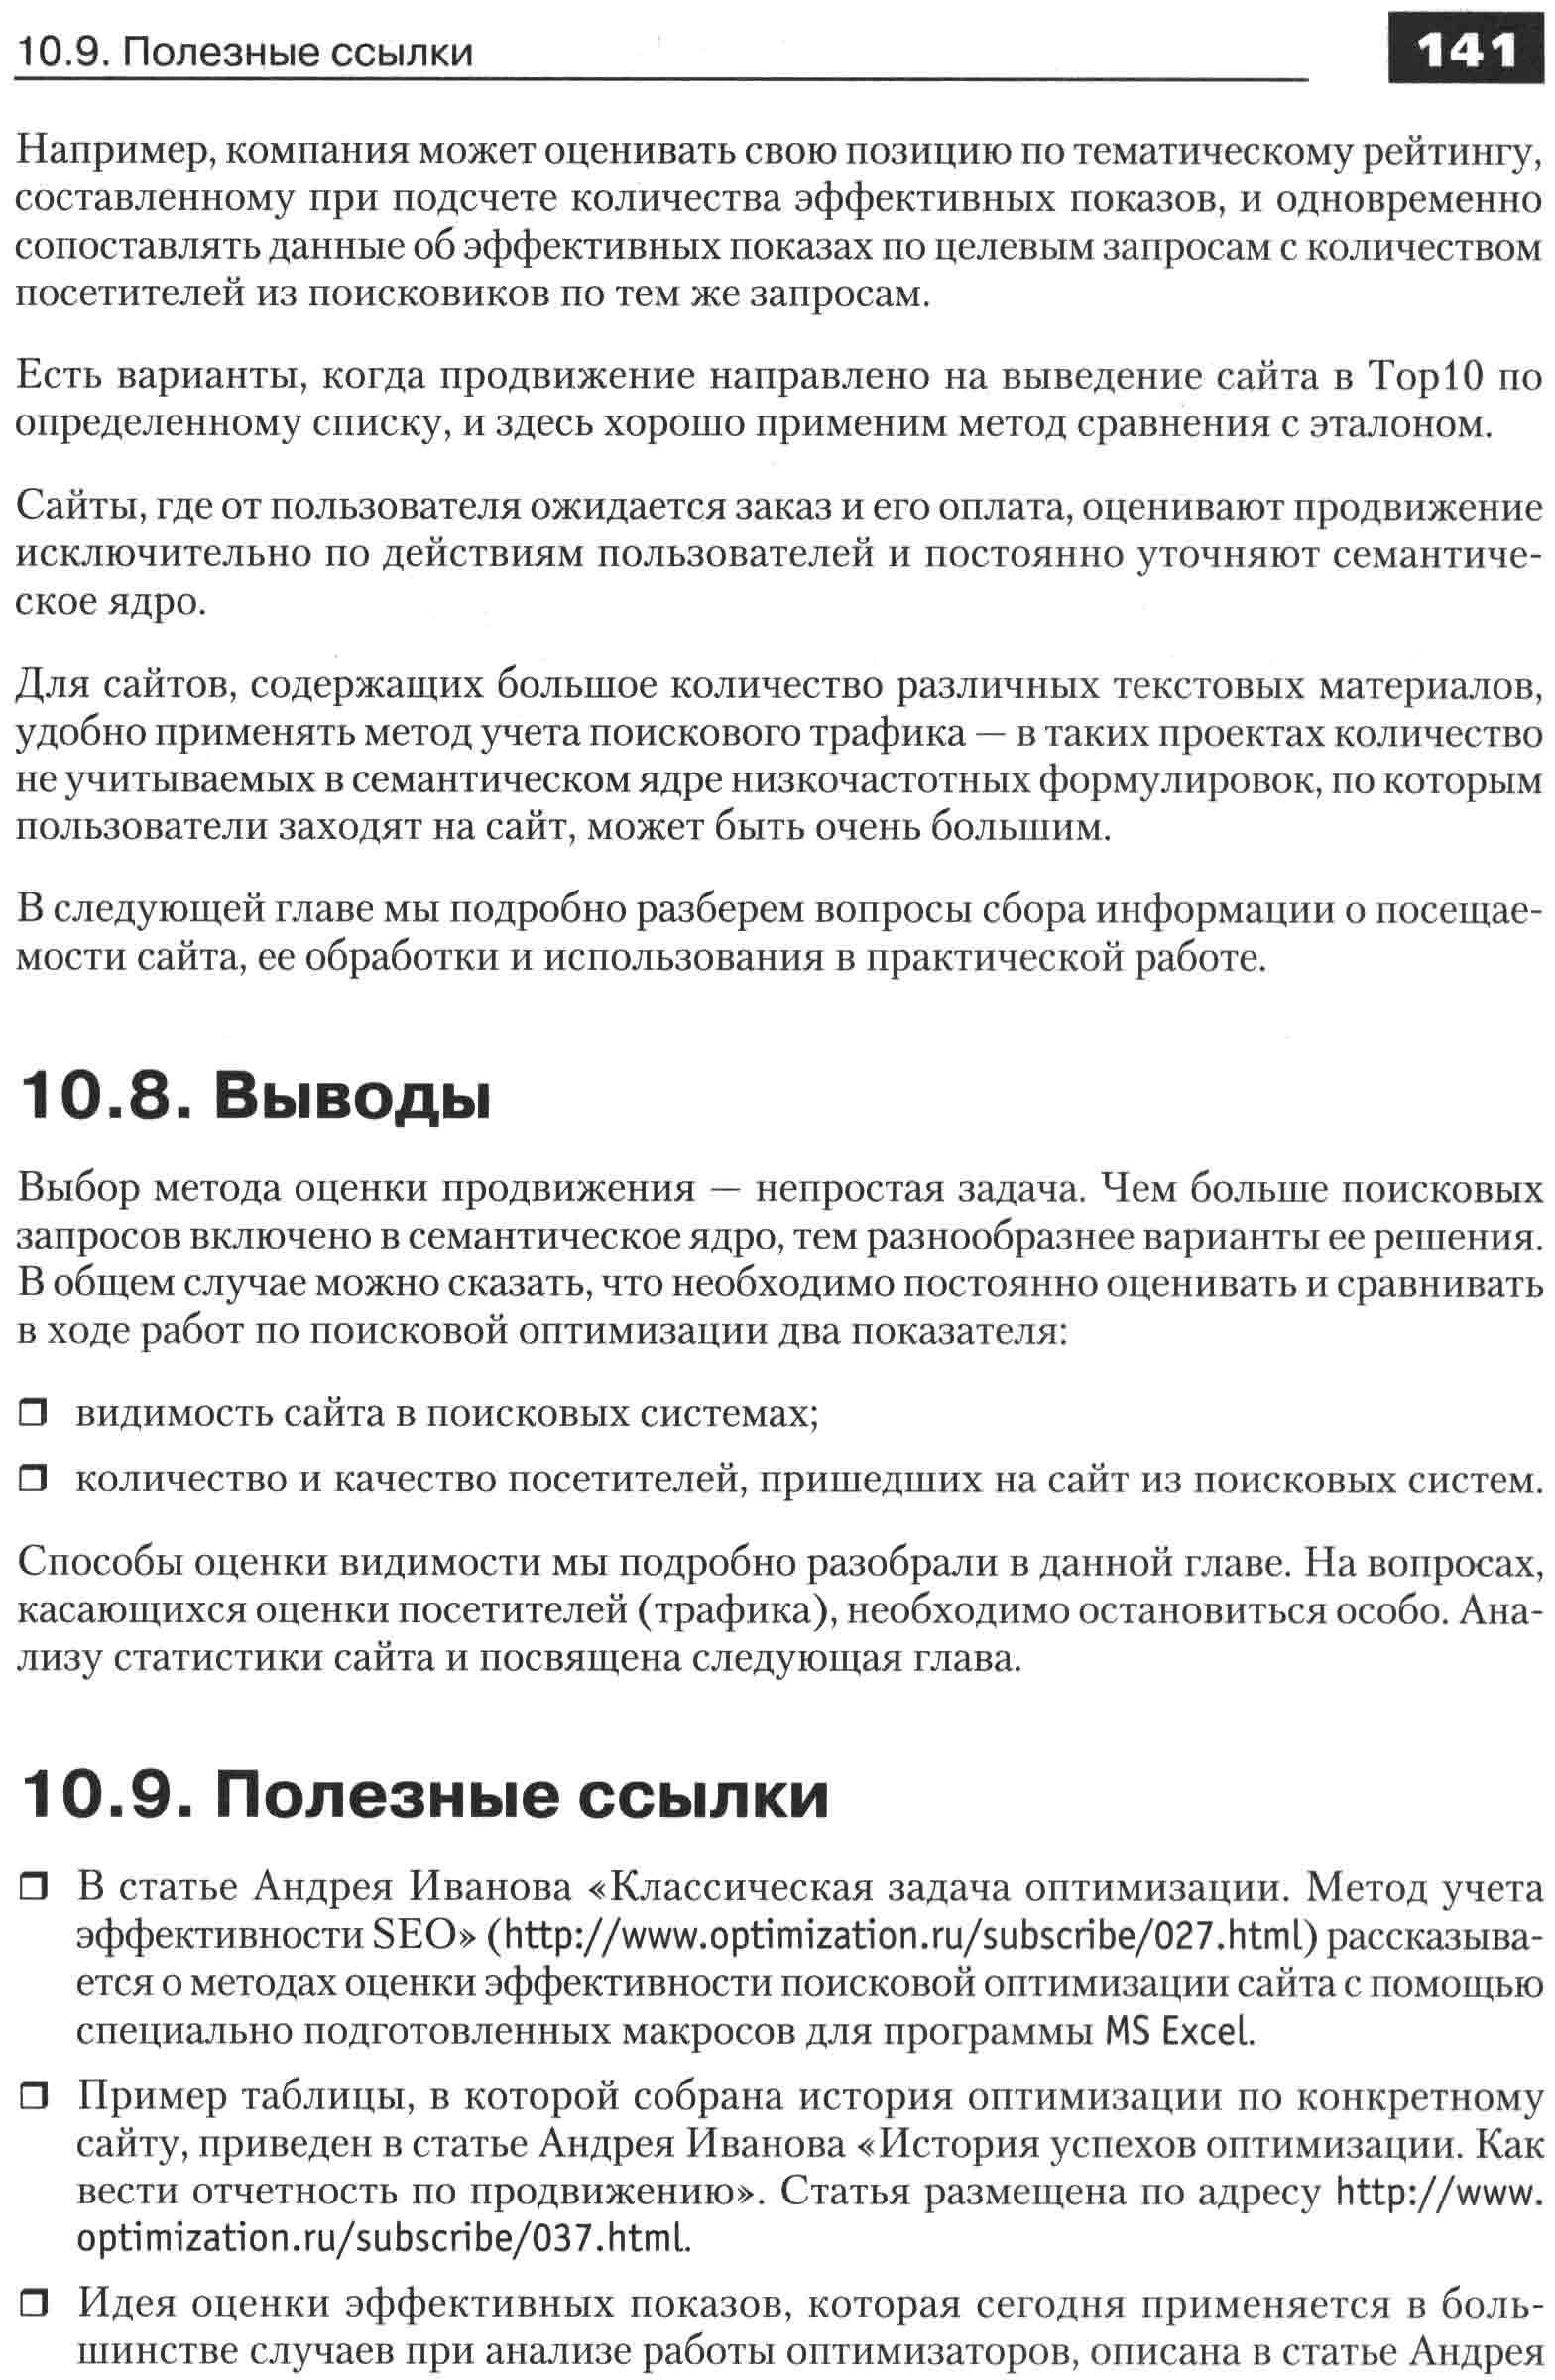 10.9. Полезные ссылки
141
Например, компания может оценивать свою позицию по тематическому рейтингу,
составленному при подсчете количества эффективных показов, и одновременно
сопоставлять данные об эффективных показах по целевым запросам с количеством
посетителей из поисковиков по тем же запросам.
Есть варианты, когда продвижение направлено на выведение сайта в Top10 по
определенному списку, и здесь хорошо применим метод сравнения с эталоном.
Сайты, где от пользователя ожидается заказ и его оплата, оценивают продвижение
исключительно по действиям пользователей и постоянно уточняют семантиче-
ское ядро.
Для сайтов, содержащих большое количество различных текстовых материалов,
удобно применять метод учета поискового трафика — в таких проектах количество
не учитываемых в семантическом ядре низкочастотных формулировок, по которым
пользователи заходят на сайт, может быть очень большим.
В следующей главе мы подробно разберем вопросы сбора информации о посещае-
мости сайта, ее обработки и использования в практической работе.
10.8. Выводы
Выбор метода оценки продвижения — непростая задача. Чем больше поисковых
запросов включено в семантическое ядро, тем разнообразнее варианты ее решения.
В общем случае можно сказать, что необходимо постоянно оценивать и сравнивать
в ходе работ по поисковой оптимизации два показателя:
❒ видимость сайта в поисковых системах;
❒ количество и качество посетителей, пришедших на сайт из поисковых систем.
Способы оценки видимости мы подробно разобрали в данной главе. На вопросах,
касающихся оценки посетителей (трафика), необходимо остановиться особо. Ана-
лизу статистики сайта и посвящена следующая глава.
10.9. Полезные ссылки
❒ В статье Андрея Иванова «Классическая задача оптимизации. Метод учета
эффективности SEO» (http://www.optimization.ru/subscribe/027.html) рассказыва-
ется о методах оценки эффективности поисковой оптимизации сайта с помощью
специально подготовленных макросов для программы MS Excel.
❒ Пример таблицы, в которой собрана история оптимизации по конкретному
сайту, приведен в статье Андрея Иванова «История успехов оптимизации. Как
вести отчетность по продвижению». Статья размещена по адресу http://www.
optimization.ru/subscribe/037.html.
❒ Идея оценки эффективных показов, которая сегодня применяется в боль-
шинстве случаев при анализе работы оптимизаторов, описана в статье Андрея